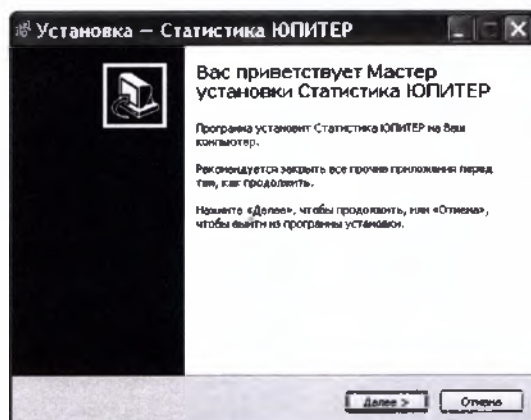 Установка — Статистика ЮПИТЕР
Вас приветствует Мастер
установки Статистика ЮПИТЕР
Программа установит Статистика ЮПИТЕР на Ваш
компьютер.
Рекомендуется закрыть все прочие приложения перед
тем, как продолжить.
Нажмите «Далее», чтобы продолжить, или «Отмена»,
чтобы выйти из программы установки.
Далее >
Отмена